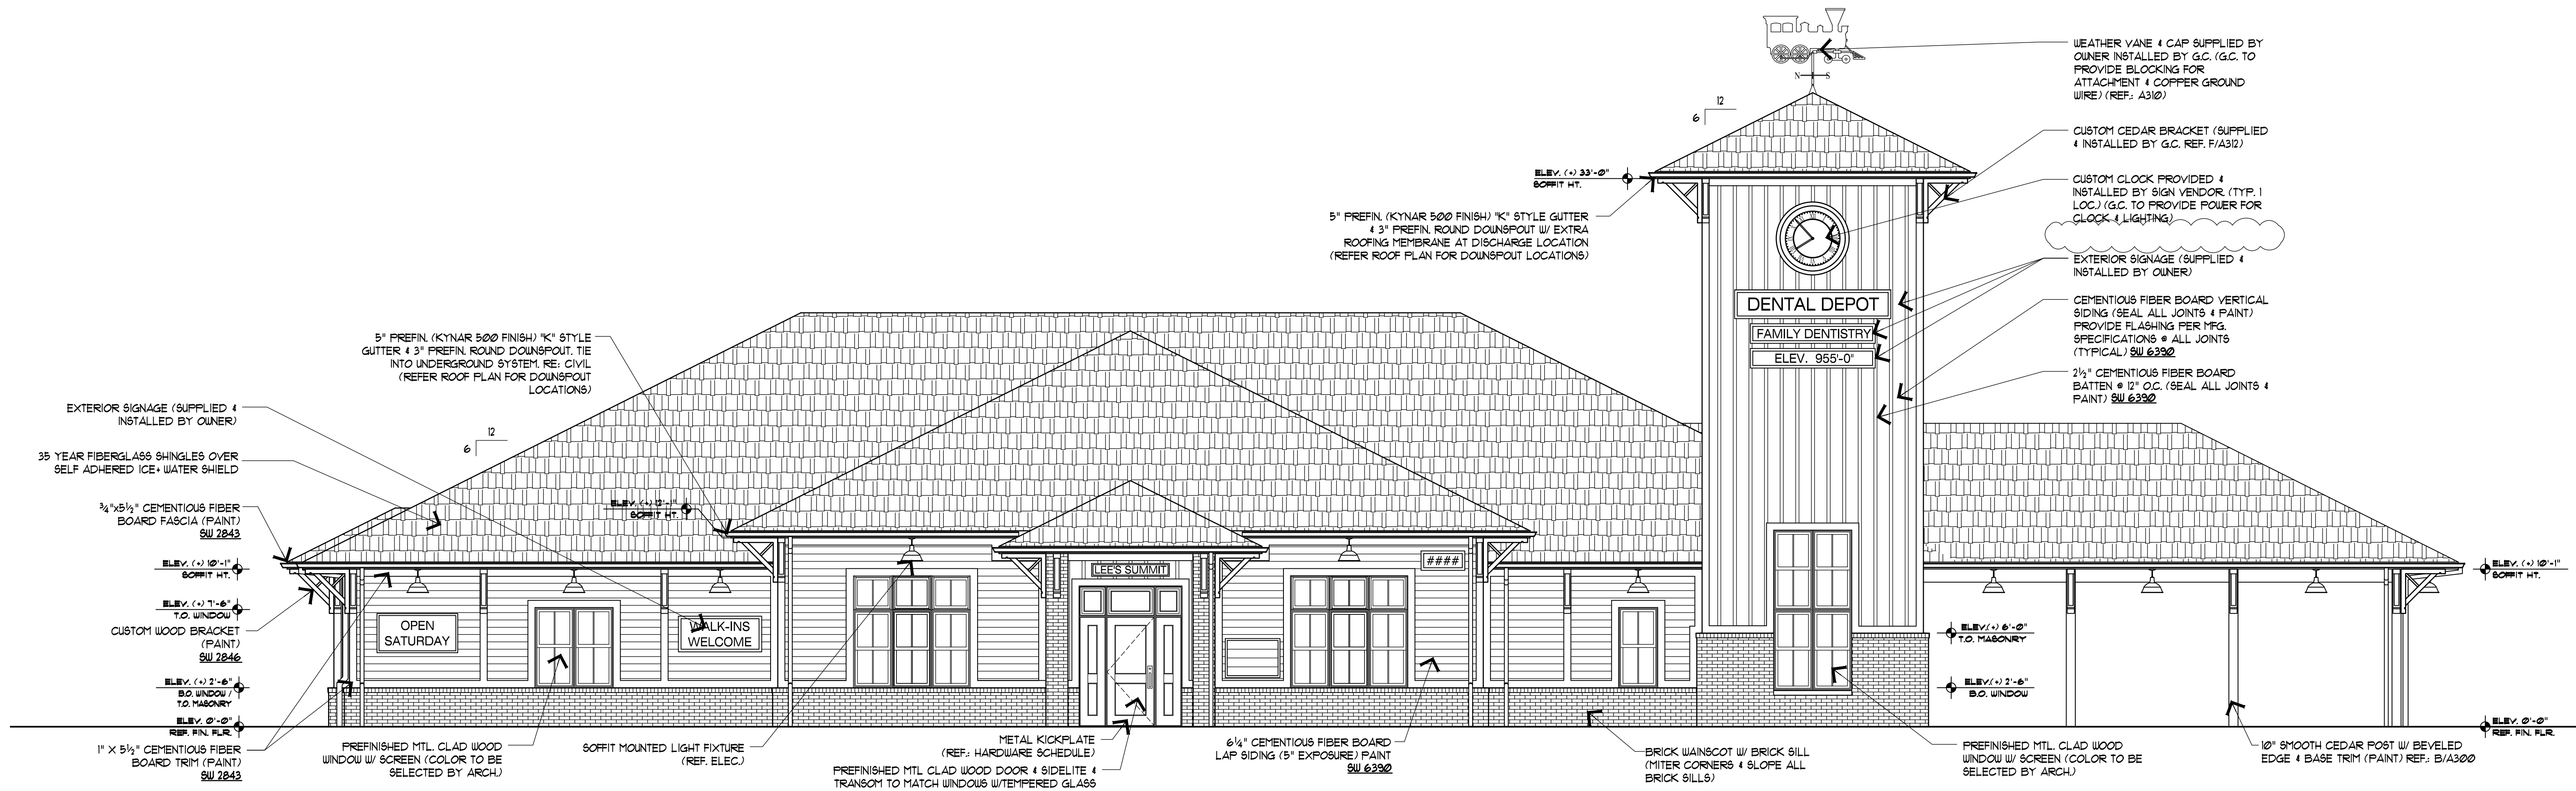 N S
WEATHER VANE & CAP SUPPLIED BY
OWNER INSTALLED BY G.C. (G.C. TO
PROVIDE BLOCKING FOR
ATTACHMENT & COPPER GROUND
WIRE) (REF.: A310)
12
6
CUSTOM CEDAR BRACKET (SUPPLIED
& INSTALLED BY G.C. REF. F/A312)
ELEV. (+) 33'-0"
SOFFIT HT.
CUSTOM CLOCK PROVIDED &
INSTALLED BY SIGN VENDOR. (TYP. 1
LOC.) (G.C. TO PROVIDE POWER FOR
CLOCK & LIGHTING)
5" PREFIN. (KYNAR 500 FINISH) "K" STYLE GUTTER
& 3" PREFIN. ROUND DOWNSPOUT W/ EXTRA
ROOFING MEMBRANE AT DISCHARGE LOCATION
(REFER ROOF PLAN FOR DOWNSPOUT LOCATIONS)
EXTERIOR SIGNAGE (SUPPLIED &
INSTALLED BY OWNER)
DENTAL DEPOT
FAMILY DENTISTRY
ELEV. 955'-0"
CEMENTIOUS FIBER BOARD VERTICAL
SIDING (SEAL ALL JOINTS & PAINT)
PROVIDE FLASHING PER MFG.
SPECIFICATIONS @ ALL JOINTS
(TYPICAL) SW 6390
2½" CEMENTIOUS FIBER BOARD
BATTEN @ 12" O.C. (SEAL ALL JOINTS &
PAINT) SW 6390
5" PREFIN. (KYNAR 500 FINISH) "K" STYLE
GUTTER & 3" PREFIN. ROUND DOWNSPOUT. TIE
INTO UNDERGROUND SYSTEM. RE: CIVIL
(REFER ROOF PLAN FOR DOWNSPOUT
LOCATIONS)
EXTERIOR SIGNAGE (SUPPLIED &
INSTALLED BY OWNER)
12
6
35 YEAR FIBERGLASS SHINGLES OVER
SELF ADHERED ICE+ WATER SHIELD
¾"x5½" CEMENTIOUS FIBER
BOARD FASCIA (PAINT)
SW 2843
ELEV. (+) 12'-1"
SOFFIT HT.
ELEV. (+) 10'-1"
SOFFIT HT.
ELEV. (+) 7'-6"
T.O. WINDOW
CUSTOM WOOD BRACKET
(PAINT)
SW 2846
ELEV. (+) 2'-6"
B.O. WINDOW /
T.O. MASONRY
ELEV. 0'-0"
REF. FIN. FLR.
OPEN
SATURDAY
WALK-INS
WELCOME
LEE'S SUMMIT
####
ELEV. (+) 10'-1"
SOFFIT HT.
ELEV.(+) 6'-0"
T.O. MASONRY
ELEV.(+) 2'-6"
B.O. WINDOW
ELEV. 0'-0"
REF. FIN. FLR.
1" X 5½" CEMENTIOUS FIBER
BOARD TRIM (PAINT)
SW 2843
PREFINISHED MTL. CLAD WOOD
WINDOW W/ SCREEN (COLOR TO BE
SELECTED BY ARCH.)
SOFFIT MOUNTED LIGHT FIXTURE
(REF. ELEC.)
METAL KICKPLATE
(REF.: HARDWARE SCHEDULE)
PREFINISHED MTL CLAD WOOD DOOR & SIDELITE &
TRANSOM TO MATCH WINDOWS W/TEMPERED GLASS
6¼" CEMENTIOUS FIBER BOARD
LAP SIDING (5" EXPOSURE) PAINT
SW 6390
BRICK WAINSCOT W/ BRICK SILL
(MITER CORNERS & SLOPE ALL
BRICK SILLS)
PREFINISHED MTL. CLAD WOOD
WINDOW W/ SCREEN (COLOR TO BE
SELECTED BY ARCH.)
10" SMOOTH CEDAR POST W/ BEVELED
EDGE & BASE TRIM (PAINT) REF.: B/A300